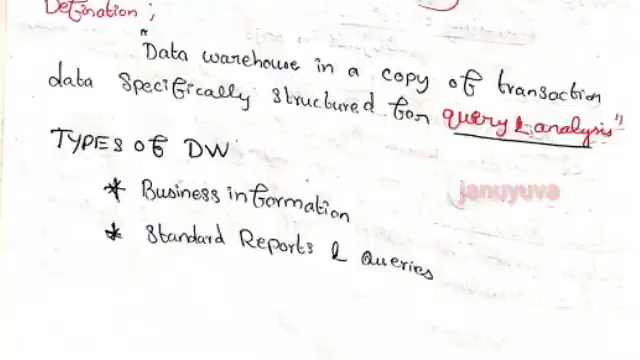 Defination ;
"Data warehouse in a copy of transaction
data specifically structured for query & analysis"
TYPES Of DW
* Business information
januyuva
* Standard Reports & Queries